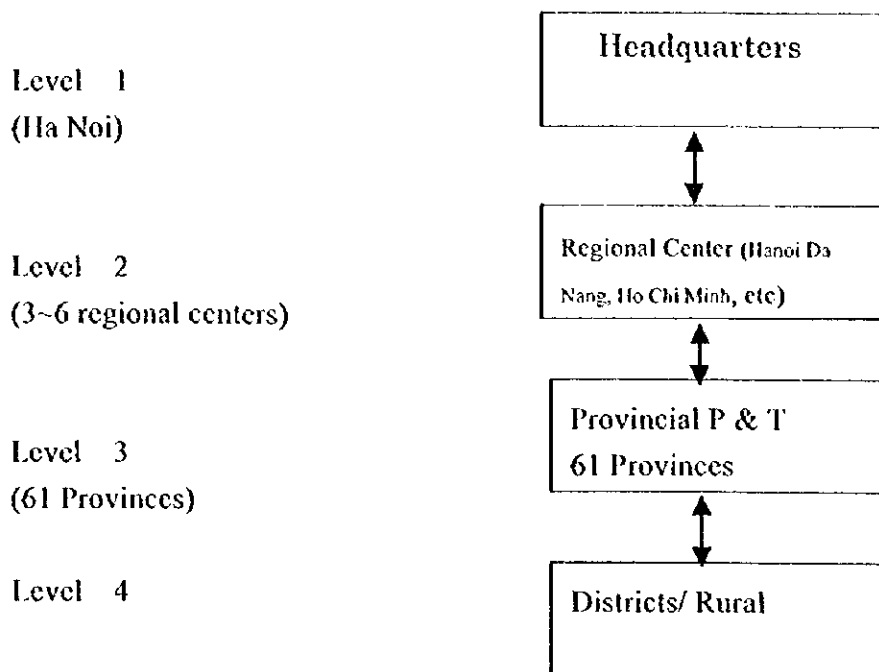 Headquarters
Level 1
(Ha Noi)
Regional Center (Hanoi Da
Nang, Ho Chi Minh, etc)
Level 2
(3~6 regional centers)
Provincial P & T
61 Provinces
Level 3
(61 Provinces)
Level 4
Districts/ Rural